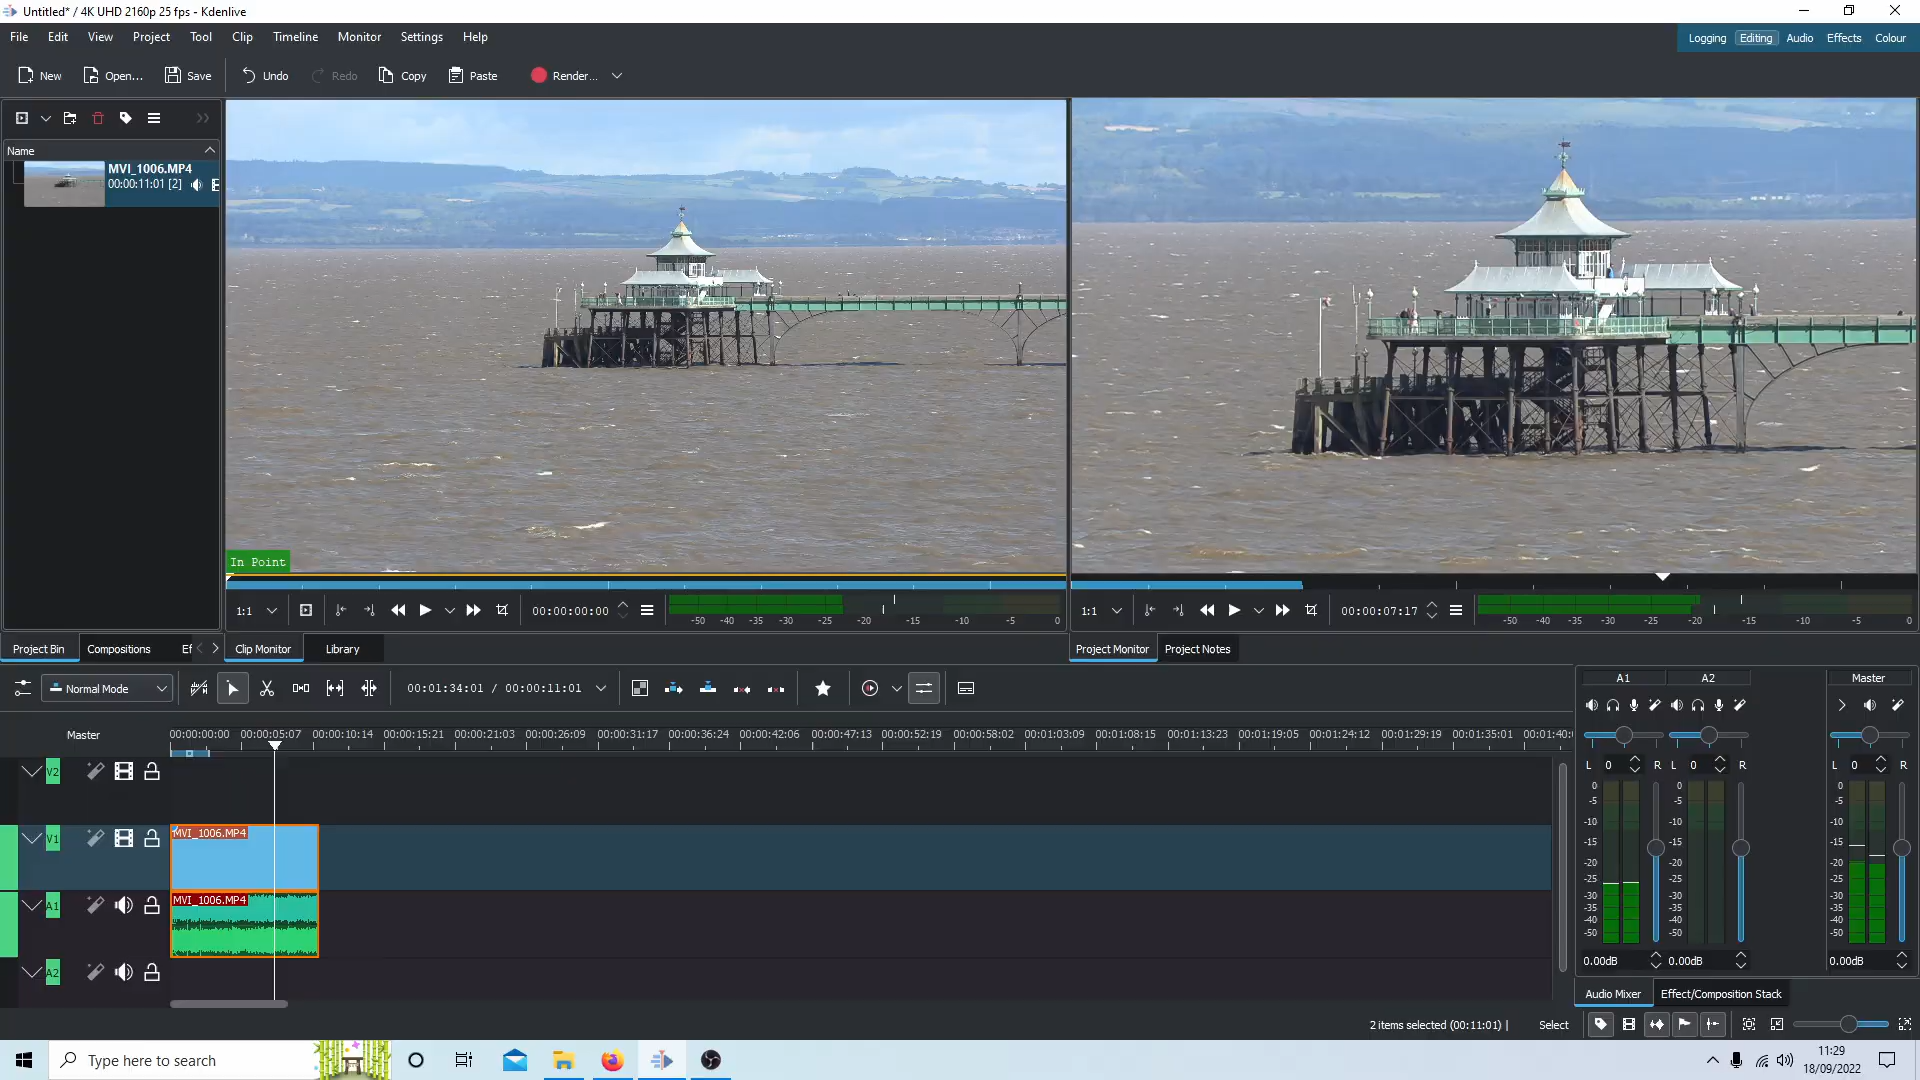 Untitled* / 4K UHD 2160p 25 fps - Kdenlive
File Edit View Project Tool Clip Timeline Monitor Settings Help
Logging Editing Audio Effects Colour
New Open... Save Undo Redo Copy Paste Render...
Name
MVI_1006.MP4
00:00:11:01 [2]
In Point
1:1 00:00:00:00 -50 -40 -35 -30 -25 -20 -15 -10 -5 0
1:1 00:00:07:17 -50 -40 -35 -30 -25 -20 -15 -10 -5 0
Project Bin Compositions Ef Clip Monitor Library Project Monitor Project Notes
Normal Mode 00:01:34:01 / 00:00:11:01
A1 A2 Master
Master 00:00:00:00 00:00:05:07 00:00:10:14 00:00:15:21 00:00:21:03 00:00:26:09 00:00:31:17 00:00:36:24 00:00:42:06 00:00:47:13 00:00:52:19 00:00:58:02 00:01:03:09 00:01:08:15 00:01:13:23 00:01:19:05 00:01:24:12 00:01:29:19 00:01:35:01 00:01:40:
L 0 R L 0 R L 0 R
V2
V1 MVI_1006.MP4
A1 MVI_1006.MP4
A2
0 0 0
-5 -5 -5
-10 -10 -10
-15 -15 -15
-20 -20 -20
-25 -25 -25
-30 -30 -30
-35 -35 -35
-40 -40 -40
-50 -50 -50
0.00dB 0.00dB 0.00dB
Audio Mixer Effect/Composition Stack
2 items selected (00:11:01) | Select
Type here to search
11:29
18/09/2022